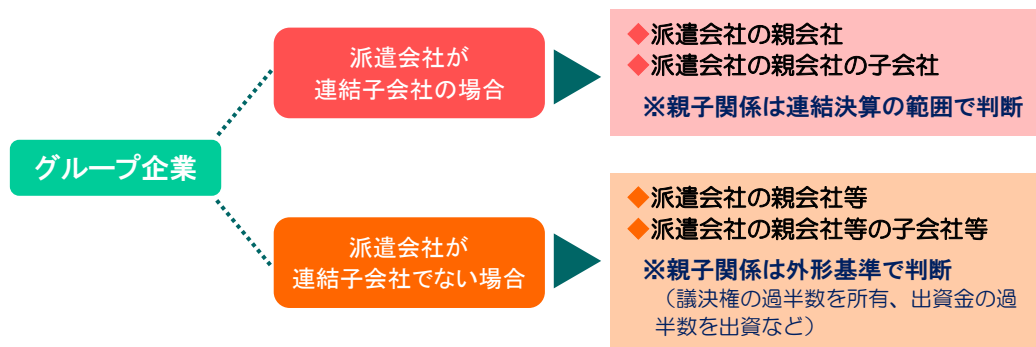 グループ企業
派遣会社が
連結子会社の場合
◆派遣会社の親会社
◆派遣会社の親会社の子会社
※親子関係は連結決算の範囲で判断
派遣会社が
連結子会社でない場合
◆派遣会社の親会社等
◆派遣会社の親会社等の子会社等
※親子関係は外形基準で判断
（議決権の過半数を所有、出資金の過
半数を出資など）